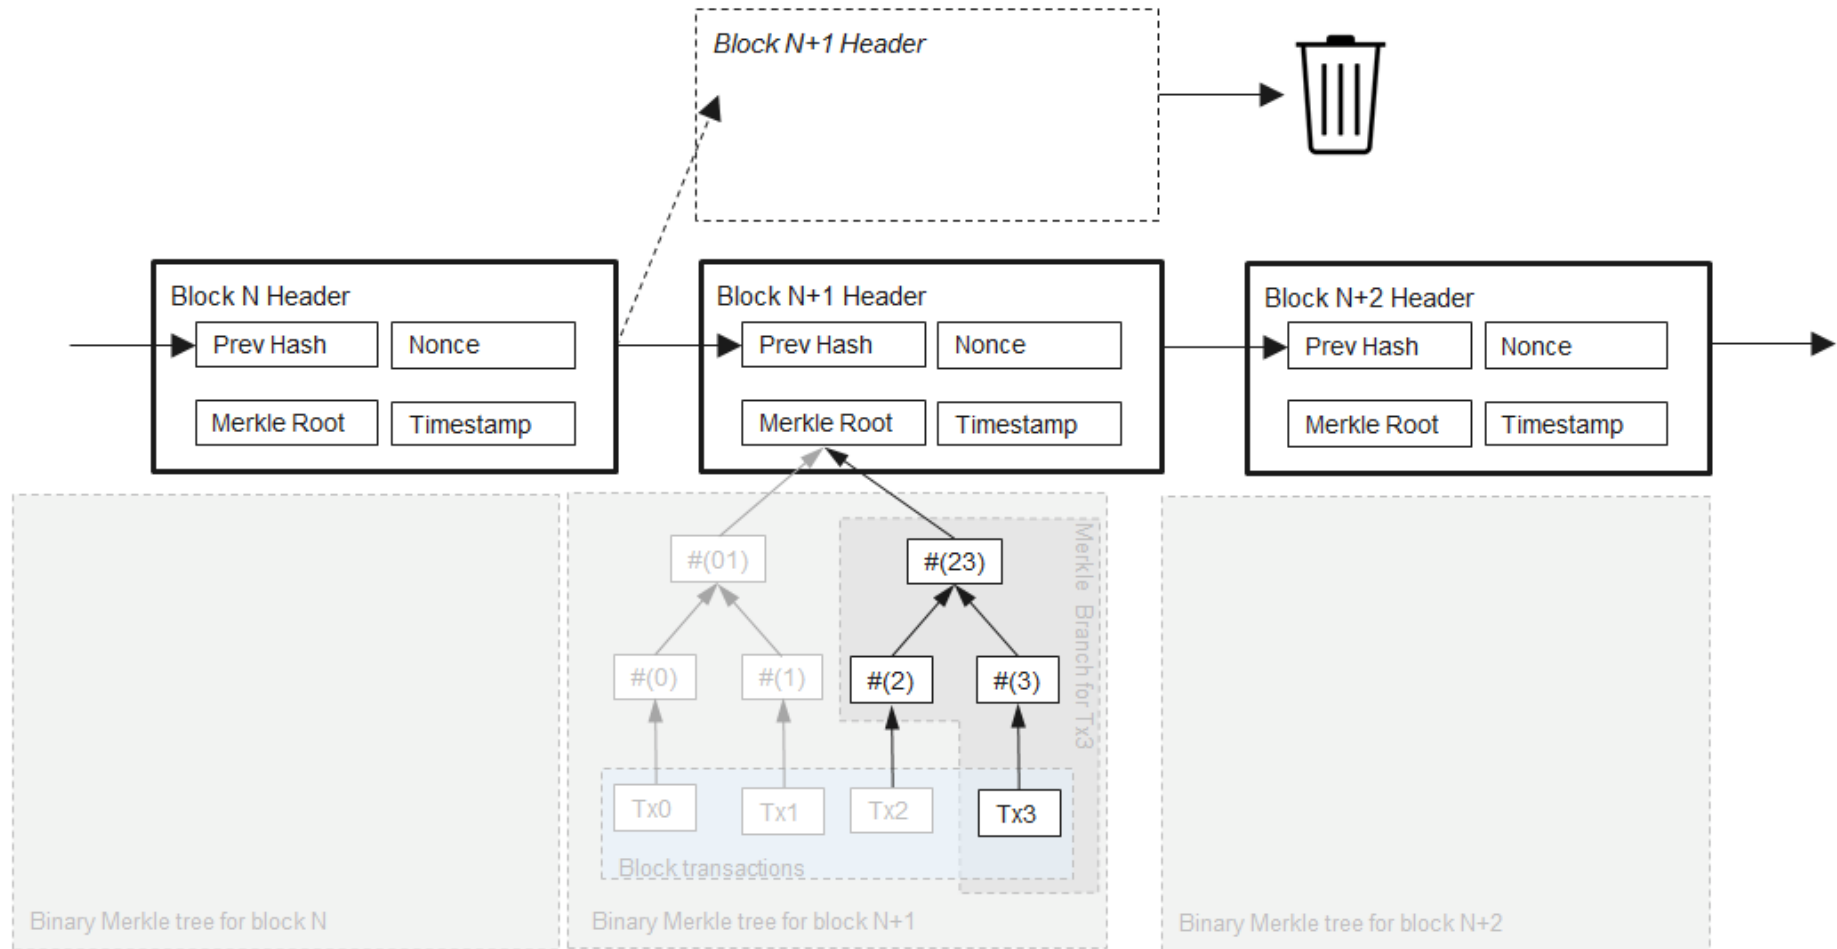 Block N+1 Header
Block N Header
Prev Hash
Nonce
Merkle Root
Timestamp
Block N+1 Header
Prev Hash
Nonce
Merkle Root
Timestamp
Block N+2 Header
Prev Hash
Nonce
Merkle Root
Timestamp
#(01)
#(23)
#(0)
#(1)
#(2)
#(3)
Merkle Branch for Tx3
Tx0
Tx1
Tx2
Tx3
Block transactions
Binary Merkle tree for block N
Binary Merkle tree for block N+1
Binary Merkle tree for block N+2